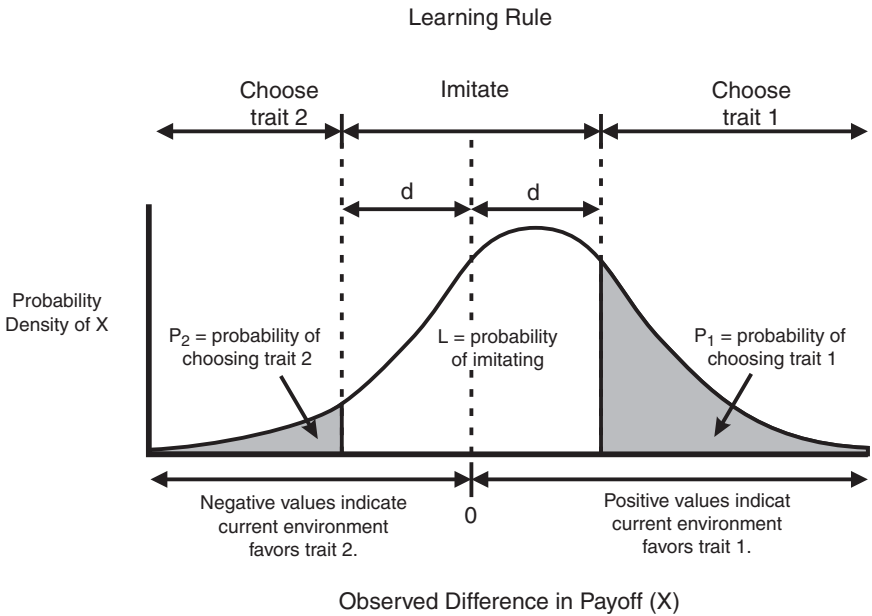 Learning Rule
Choose
trait 2
Imitate
Choose
trait 1
d
d
Probability
Density of X
P2 = probability of
choosing trait 2
L = probability
of imitating
P1 = probability of
choosing trait 1
Negative values indicate
current environment
favors trait 2.
0
Positive values indicat
current environment
favors trait 1.
Observed Difference in Payoff (X)